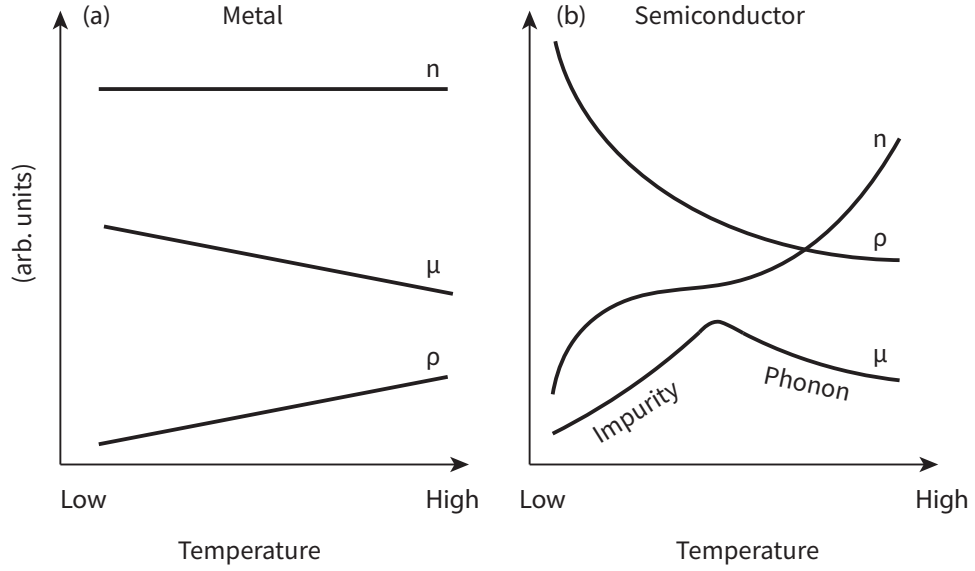 (a) Metal
n
μ
ρ
(arb. units)
Low High
Temperature
(b) Semiconductor
n
ρ
μ
Impurity
Phonon
Low High
Temperature